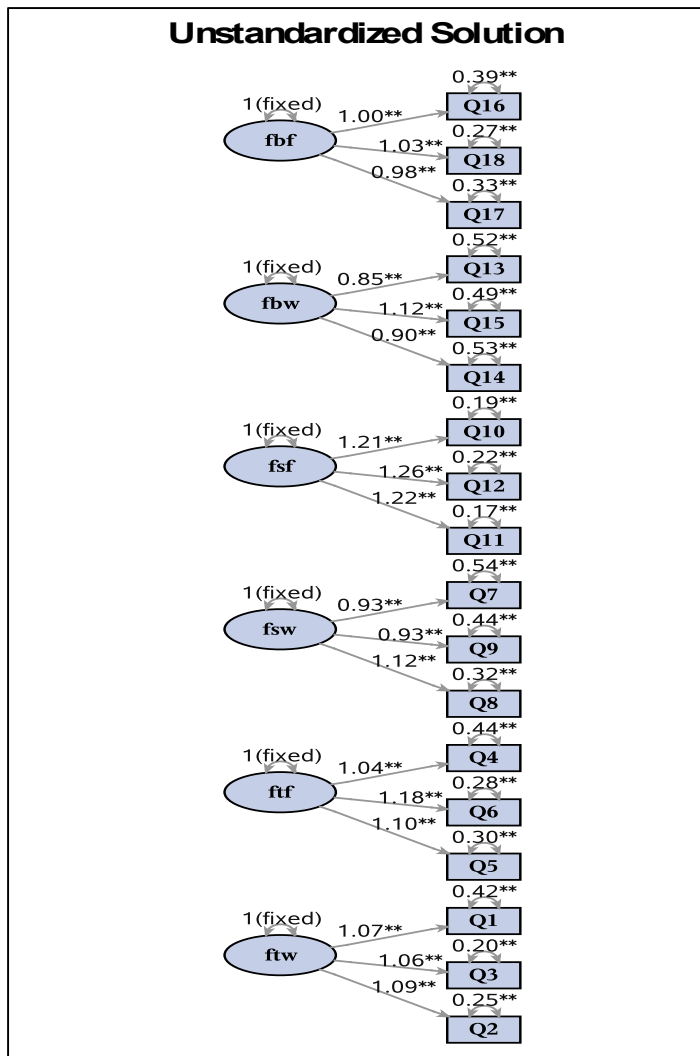 Unstandardized Solution
0.39**
1(fixed)
1.00**
Q16
fbf
0.27**
1.03**
Q18
0.98**
0.33**
Q17
0.52**
1(fixed)
0.85**
Q13
fbw
0.49**
1.12**
Q15
0.90**
0.53**
Q14
0.19**
1(fixed)
1.21**
Q10
fsf
0.22**
1.26**
Q12
1.22**
0.17**
Q11
0.54**
1(fixed)
0.93**
Q7
fsw
0.44**
0.93**
Q9
1.12**
0.32**
Q8
0.44**
1(fixed)
1.04**
Q4
ftf
0.28**
1.18**
Q6
1.10**
0.30**
Q5
0.42**
1(fixed)
1.07**
Q1
ftw
0.20**
1.06**
Q3
1.09**
0.25**
Q2